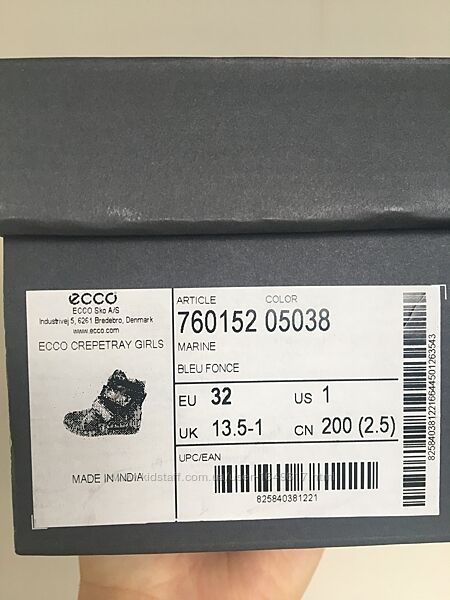 ecco
ECCO Sko A/S
Industrivej 5, 6261 Bredebro, Denmark
www.ecco.com
ECCO CREPETRAY GIRLS
MADE IN INDIA
ARTICLE COLOR
760152 05038
MARINE
BLEU FONCE
EU 32 US 1
UK 13.5-1 CN 200 (2.5)
UPC/EAN
825840381221
82584038122166445012635​43